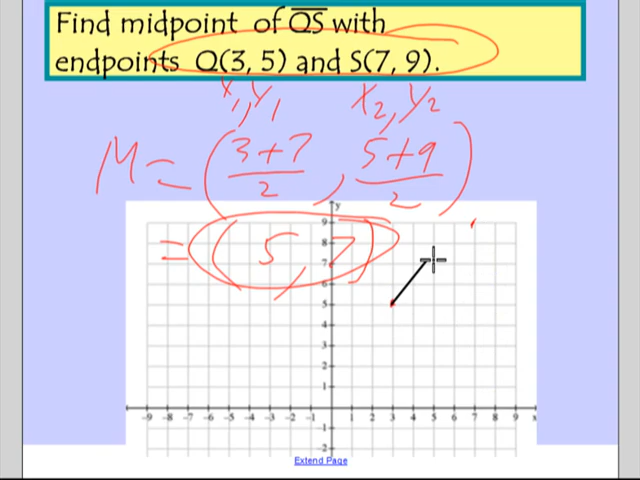 Find midpoint of QS with
endpoints Q(3, 5) and S(7, 9).
x₁, y₁ x₂, y₂
M = (3+7/2, 5+9/2)
= (5, 7)
y
9
8
7
6
5
4
3
2
1
-9 -8 -7 -6 -5 -4 -3 -2 -1 1 2 3 4 5 6 7 8 9 x
-1
-2
Extend Page